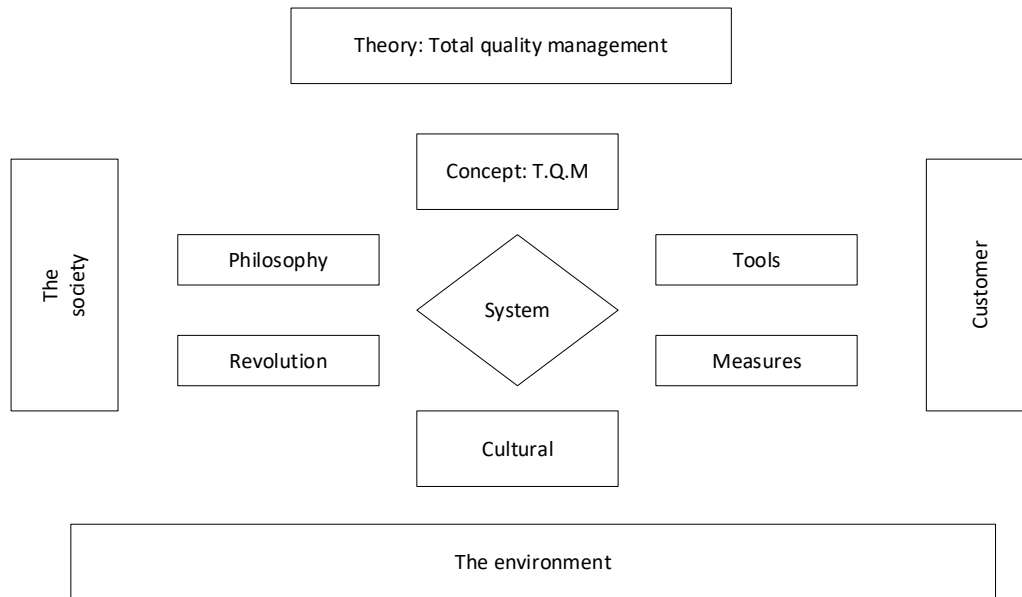 Theory: Total quality management
Concept: T.Q.M
The
society
Philosophy
System
Tools
Customer
Revolution
Measures
Cultural
The environment